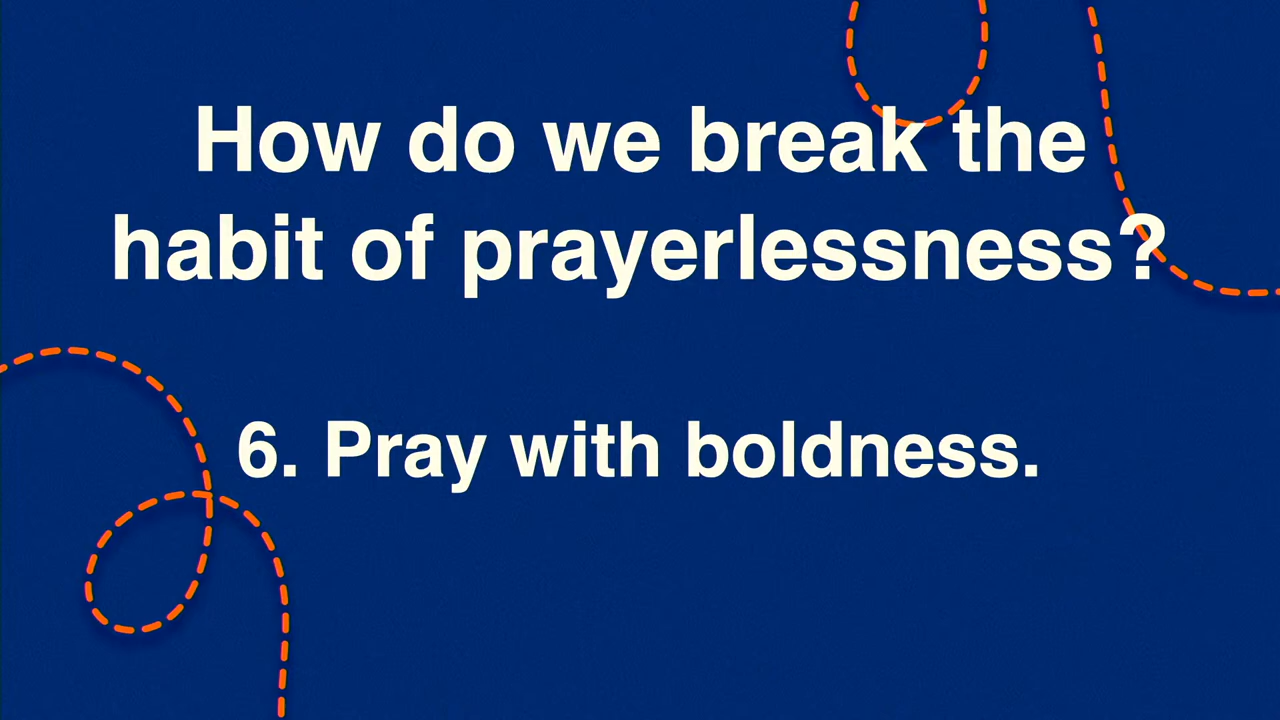 How do we break the
habit of prayerlessness?
6. Pray with boldness.